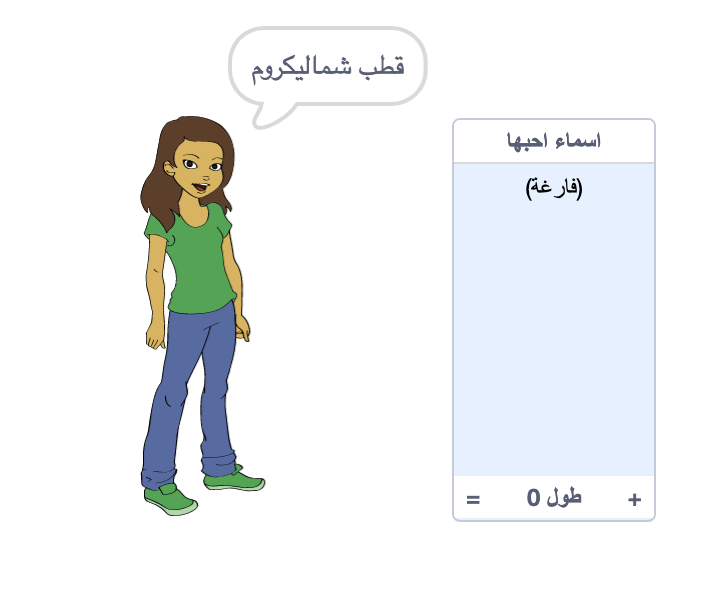 قطب شماليكروم
اسماء احبها
(فارغة)
+ طول 0 =